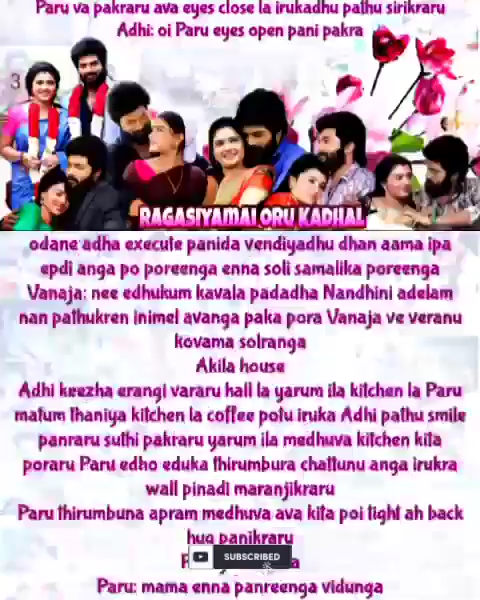 Paru va pakraru ava eyes close la irukadhu pathu sirikraru
Adhi: oi Paru eyes open pani pakra
3
RAGASIYAMAI ORU KADHAL
odane adha execute panida vendiyadhu dhan aama ipa
epdi anga po poreenga enna soli samalika poreenga
Vanaja: nee edhukum kavala padadha Nandhini adelam
nan pathukren inimel avanga paka pora Vanaja ve veranu
kovama solranga
Akila house
Adhi keezha erangi vararu hall la yarum ila kitchen la Paru
matum thaniya kitchen la coffee potu iruka Adhi pathu smile
panraru suthi pakraru yarum ila medhuva kitchen kita
poraru Paru edho eduka thirumbura chattunu anga irukra
wall pinadi maranjikraru
Paru thirumbuna apram medhuva ava kita poi tight ah back
hug panikraru
SUBSCRIBED
Paru: mama enna panreenga vidunga